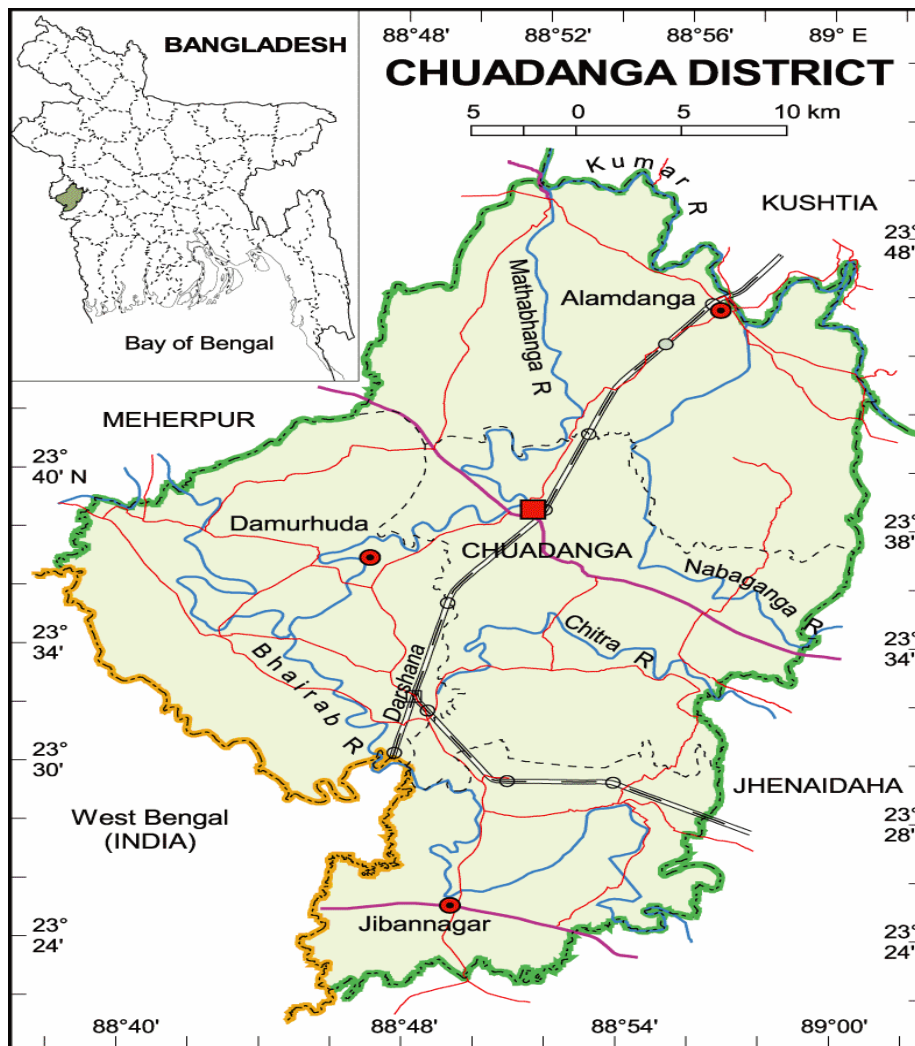 BANGLADESH
Bay of Bengal
88°48' 88°52' 88°56' 89° E
CHUADANGA DISTRICT
5 0 5 10 km
Kumar R
KUSHTIA
23°
48'
Mathabhanga R
Alamdanga
MEHERPUR
23°
40' N
Damurhuda
CHUADANGA
23°
38'
Nabaganga R
Chitra R
23°
34'
23°
34'
Bhairab R
Darshana
23°
30'
JHENAIDAHA
West Bengal
(INDIA)
23°
28'
Jibannagar
23°
24'
23°
24'
88°40' 88°48' 88°54' 89°00'